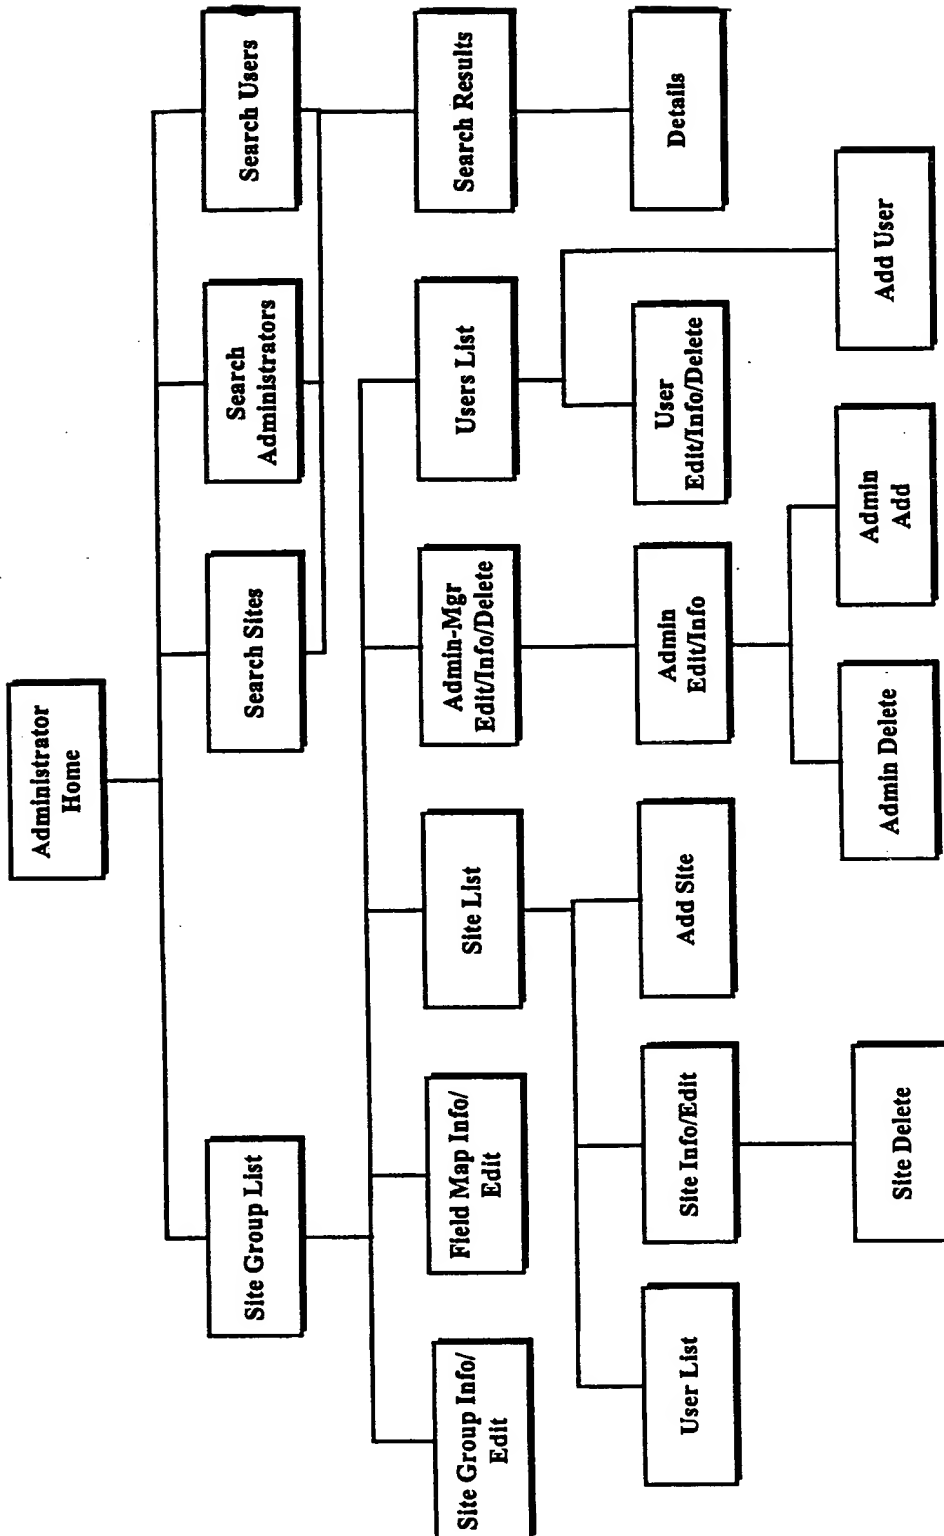 Administrator
Home
Site Group List
Search Sites
Search
Administrators
Search Users
Site Group Info/
Edit
Field Map Info/
Edit
Site List
Admin-Mgr
Edit/Info/Delete
Users List
Search Results
User List
Site Info/Edit
Add Site
Admin
Edit/Info
User
Edit/Info/Delete
Details
Site Delete
Admin Delete
Admin
Add
Add User